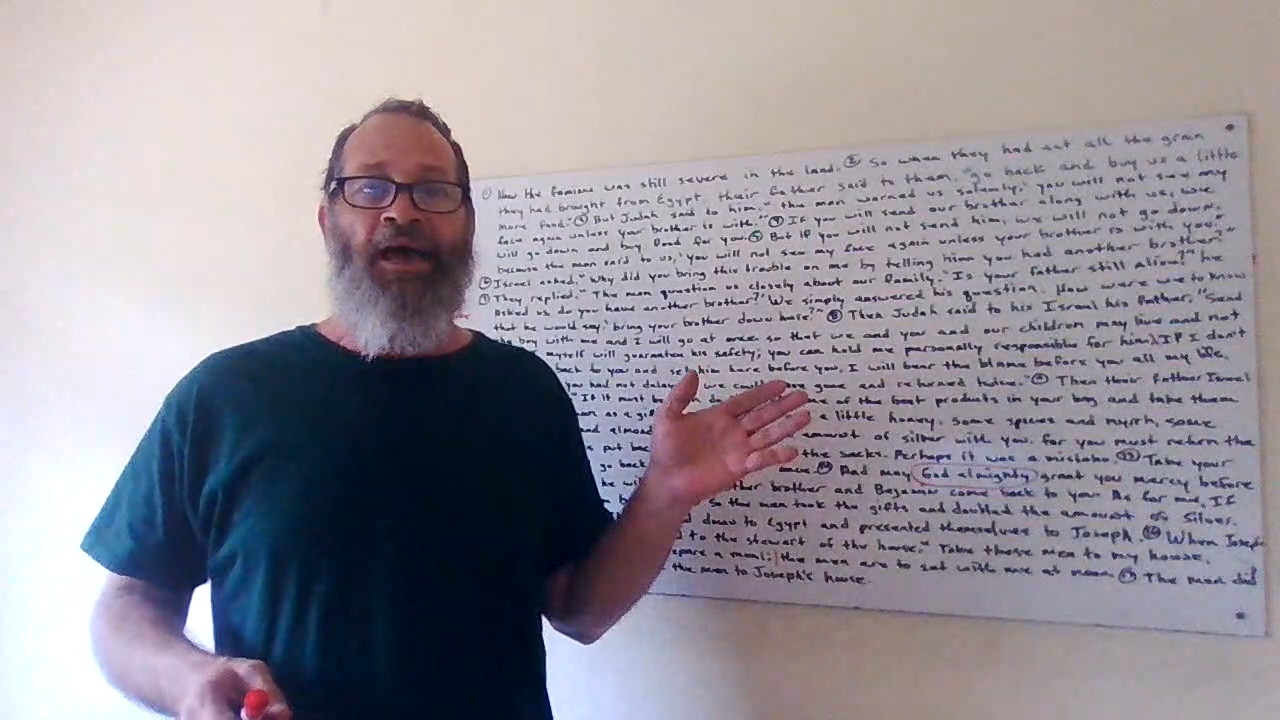 ① Now the famine was still severe in the land. ② So when they had eat all the grain
they had brought from Egypt, their father said to them, "go back and buy us a little
more food." ③ But Judah said to him, "the man warned us solemnly, 'you will not see my
face again unless your brother is with.'" ④ If you will send our brother along with us, we
will go down and buy food for you. ⑤ But if you will not send him, we will not go down.
because the man said to us, 'you will not see my face again unless your brother is with you.'
⑥ Israel asked, "Why did you bring this trouble on me by telling him you had another brother?"
⑦ They replied, "The man question us closely about our family. "Is your father still alive?" he
Asked us, do you have another brother?" We simply answered his question. How were we to know
that he would say, 'bring your brother down here?'" ⑧ Then Judah said to his Israel his father, "Send
boy with me and I will go at once so that we and you and our children may live and not
myself will guarantee his safety; you can hold me personally responsible for him. If I don't
back to you and set him here before you, I will bear the blame before you all my life.
you had not we could gone and returned twice." Then their father Israel
"If it must be of the best products in your bag and take them
as a a little honey, some spices and myrrh, some
and amount of silver with you, for you must return the
put the sacks. Perhaps it was a mistake. Take your
go back And may God almighty grant you mercy before
he brother and come back to you. As for me, If
So the men took the gifts and doubled the amount of silver.
down to Egypt and presented themselves to Joseph. When
to the stewart of the house, "Take these men to my house,
a meal; the men are to eat with me at noon. The man did
the men to Joseph's house.